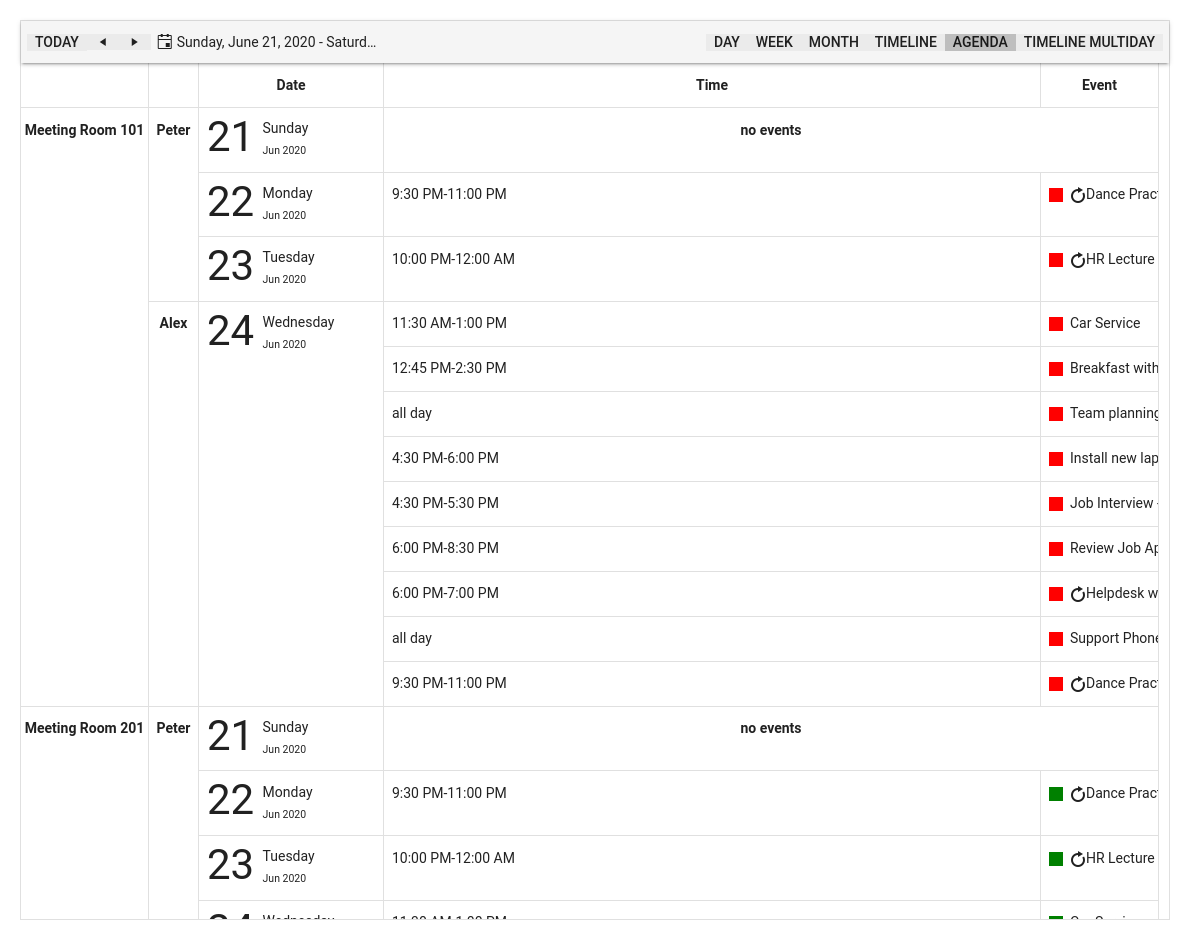 TODAY Sunday, June 21, 2020 - Saturd... DAY WEEK MONTH TIMELINE AGENDA TIMELINE MULTIDAY
Date Time Event
Meeting Room 101 Peter 21 Sunday no events
Jun 2020
22 Monday 9:30 PM-11:00 PM Dance Prac
Jun 2020
23 Tuesday 10:00 PM-12:00 AM HR Lecture
Jun 2020
Alex 24 Wednesday 11:30 AM-1:00 PM Car Service
Jun 2020
12:45 PM-2:30 PM Breakfast with
all day Team planning
4:30 PM-6:00 PM Install new lap
4:30 PM-5:30 PM Job Interview
6:00 PM-8:30 PM Review Job Ap
6:00 PM-7:00 PM Helpdesk w
all day Support Phone
9:30 PM-11:00 PM Dance Prac
Meeting Room 201 Peter 21 Sunday no events
Jun 2020
22 Monday 9:30 PM-11:00 PM Dance Prac
Jun 2020
23 Tuesday 10:00 PM-12:00 AM HR Lecture
Jun 2020